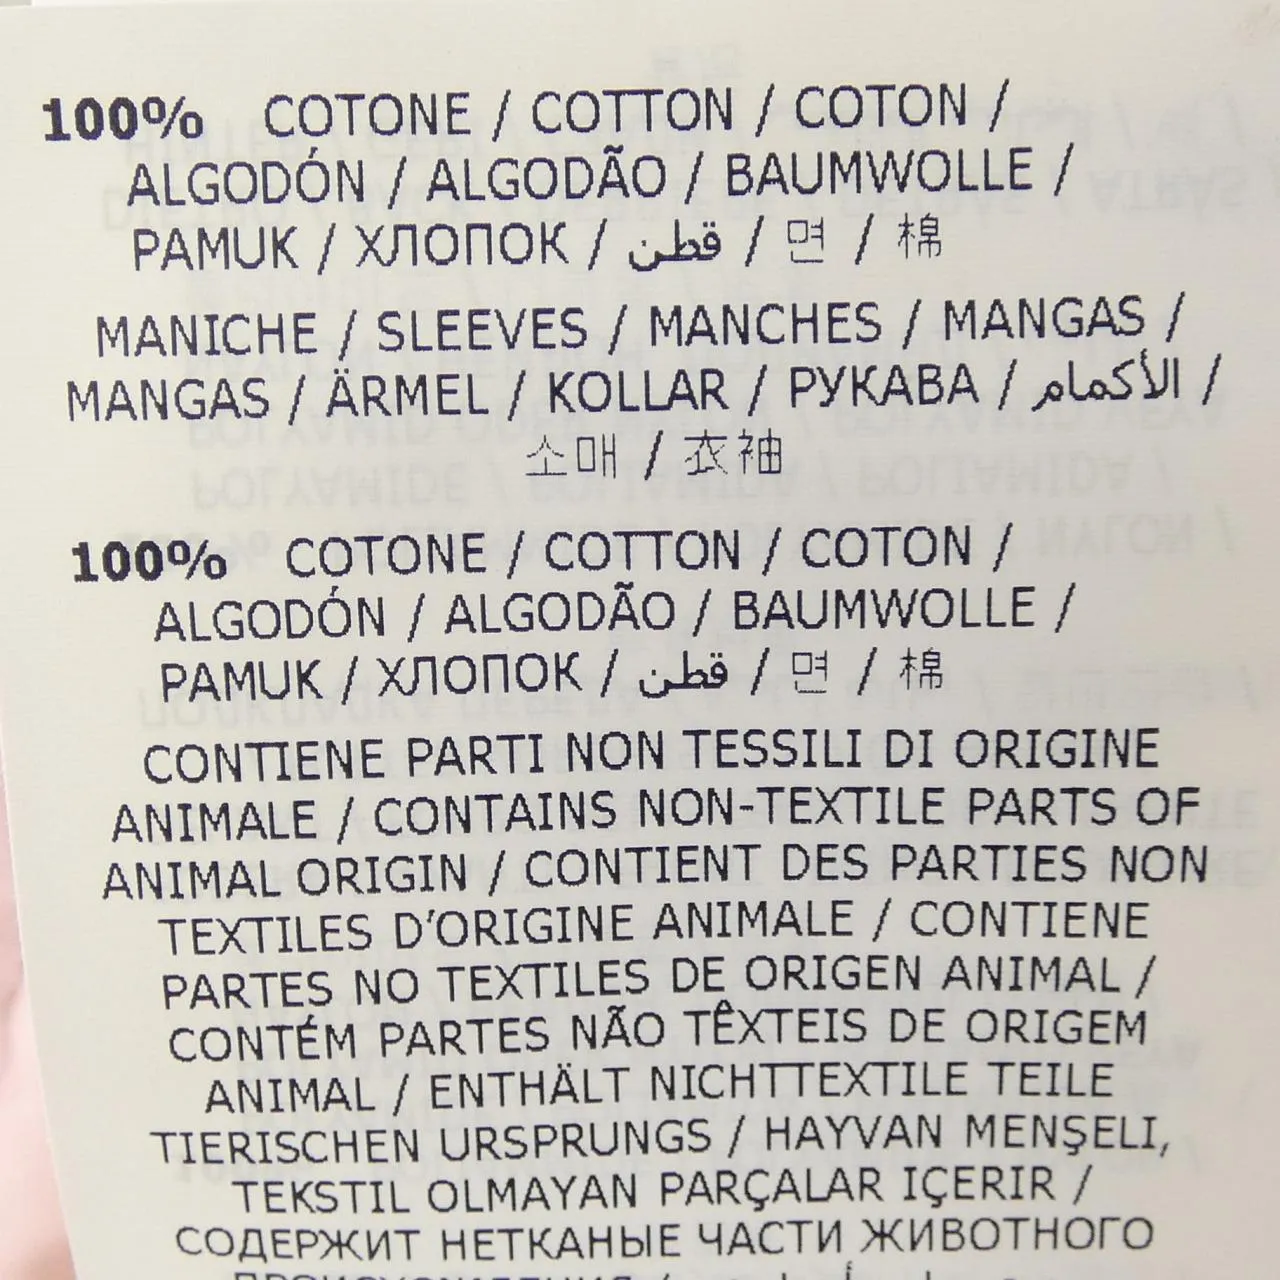 100% COTONE / COTTON / COTON /
ALGODÓN / ALGODÃO / BAUMWOLLE /
PAMUK / ХЛОПОК / قطن / 면 / 棉
MANICHE / SLEEVES / MANCHES / MANGAS /
MANGAS / ÄRMEL / KOLLAR / РУКАВА / الأكمام /
소매 / 衣袖
100% COTONE / COTTON / COTON /
ALGODÓN / ALGODÃO / BAUMWOLLE /
PAMUK / ХЛОПОК / قطن / 면 / 棉
CONTIENE PARTI NON TESSILI DI ORIGINE
ANIMALE / CONTAINS NON-TEXTILE PARTS OF
ANIMAL ORIGIN / CONTIENT DES PARTIES NON
TEXTILES D’ORIGINE ANIMALE / CONTIENE
PARTES NO TEXTILES DE ORIGEN ANIMAL /
CONTÉM PARTES NÃO TÊXTEIS DE ORIGEM
ANIMAL / ENTHÄLT NICHTTEXTILE TEILE
TIERISCHEN URSPRUNGS / HAYVAN MENŞELI,
TEKSTIL OLMAYAN PARÇALAR IÇERIR /
СОДЕРЖИТ НЕТКАНЫЕ ЧАСТИ ЖИВОТНОГО